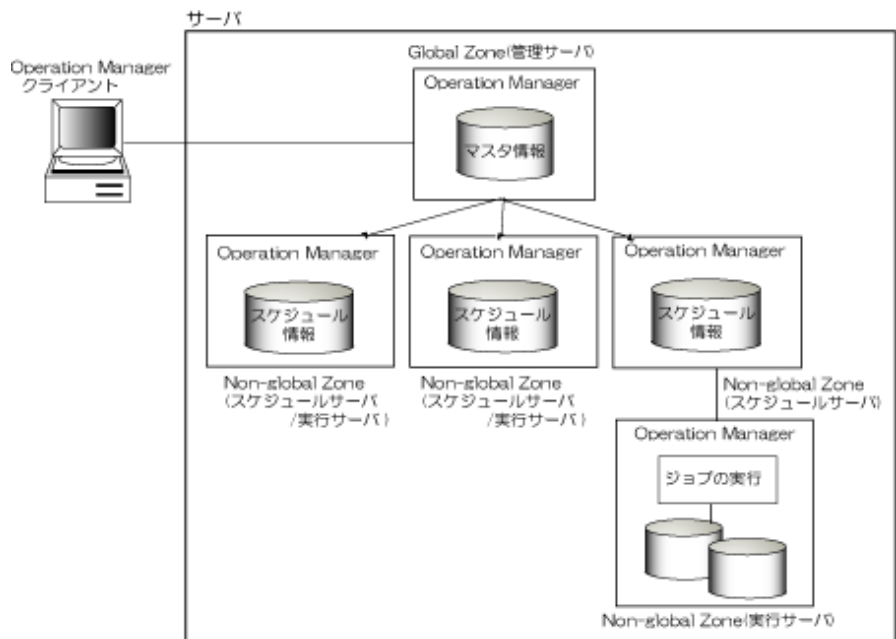 サーバ
Global Zone(管理サーバ)
Operation Manager
クライアント
Operation Manager
マスタ情報
Operation Manager
スケジュール
情報
Non-global Zone
(スケジュールサーバ
/実行サーバ)
Operation Manager
スケジュール
情報
Non-global Zone
(スケジュールサーバ
/実行サーバ)
Operation Manager
スケジュール
情報
Non-global Zone
(スケジュールサーバ)
Operation Manager
ジョブの実行
Non-global Zone(実行サーバ)